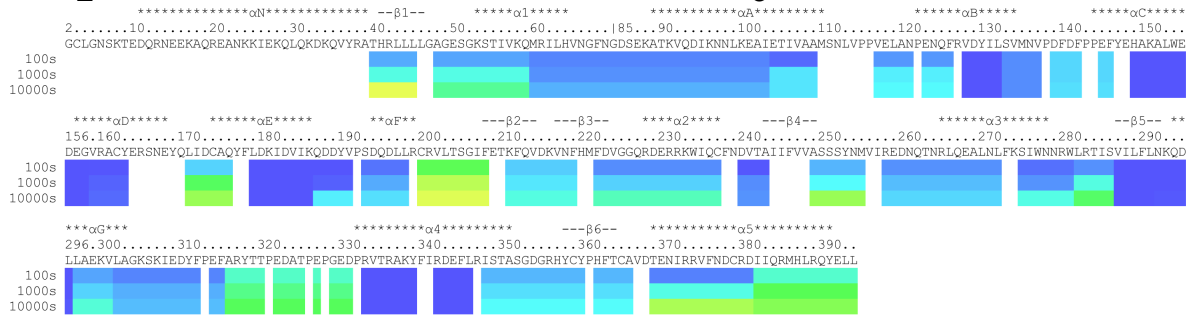 *************αN*************** --β1-- *****α1***** *********αA********** *****αB***** ****αC***
2.......10........20........30........40........50........60.......|85....90........100.......110.......120.......130.......140.......150....
GCLGNSKTEDQRNEEKAQREANKKIEKQLQKDKQVYRATHRLLLLGAGESGKSTIVKQMRILHVNGFNGDSEKATKVQDIKNNLKEAIETIVAAMSNLVPPVELANPENQFRVDYILSVMNVPDFDFPPEFYEHAKALWE
100s
1000s
10000s
*****αD***** *****αE****** **αF** --β2-- --β3-- *****α2***** --β4-- ******α3****** --β5-- **
156.160.......170.......180.......190.......200.......210.......220.......230.......240.......250.......260.......270.......280.......290....
DEGVRACYERSNEYQLIDCAQYFLDKIDVIKQDDYVPSDQDLLRCRVLTSGIFETKFQVDKVNFHMFDVGGQRDERRKWIQCFNDVTAIIFVVASSSYNMVIREDNQTNRLQEALNLFKSIWNNRWLRTISVILFLNKQD
100s
1000s
10000s
***αG*** *********α4********* ---β6-- ***********α5**********
296.300.......310.......320.......330.......340.......350.......360.......370.......380.......390...
LLAEKVLAGKSKIEDYFPEFARYTTPEDATPEPGEDPRVTRAKYFIRDEFLRISTASGDGRHYCYPHFTCAVDTENIRRVFNDCRDIIQRMHLRQYELL
100s
1000s
10000s